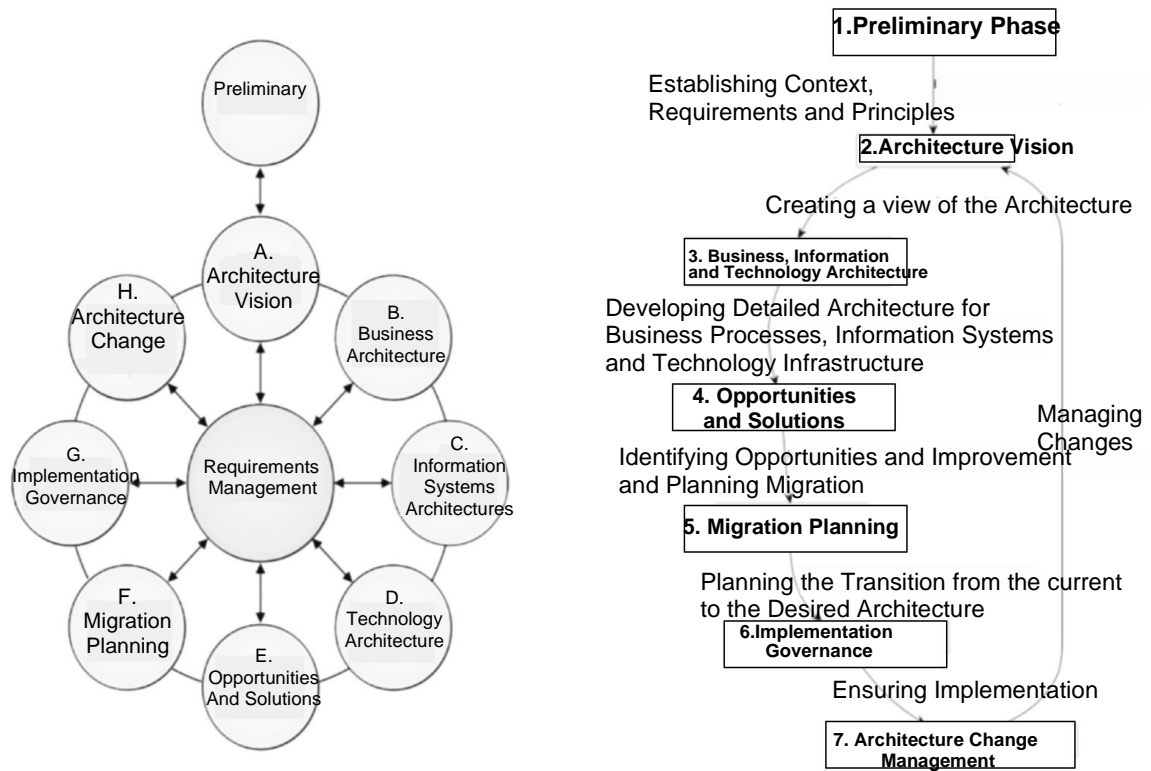 Preliminary
A.
Architecture
Vision
H.
Architecture
Change
B.
Business
Architecture
G.
Implementation
Governance
Requirements
Management
C.
Information
Systems
Architectures
F.
Migration
Planning
D.
Technology
Architecture
E.
Opportunities
And Solutions
1.Preliminary Phase
Establishing Context,
Requirements and Principles
2.Architecture Vision
Creating a view of the Architecture
3. Business, Information
and Technology Architecture
Developing Detailed Architecture for
Business Processes, Information Systems
and Technology Infrastructure
4. Opportunities
and Solutions
Managing
Changes
Identifying Opportunities and Improvement
and Planning Migration
5. Migration Planning
Planning the Transition from the current
to the Desired Architecture
6.Implementation
Governance
Ensuring Implementation
7. Architecture Change
Management